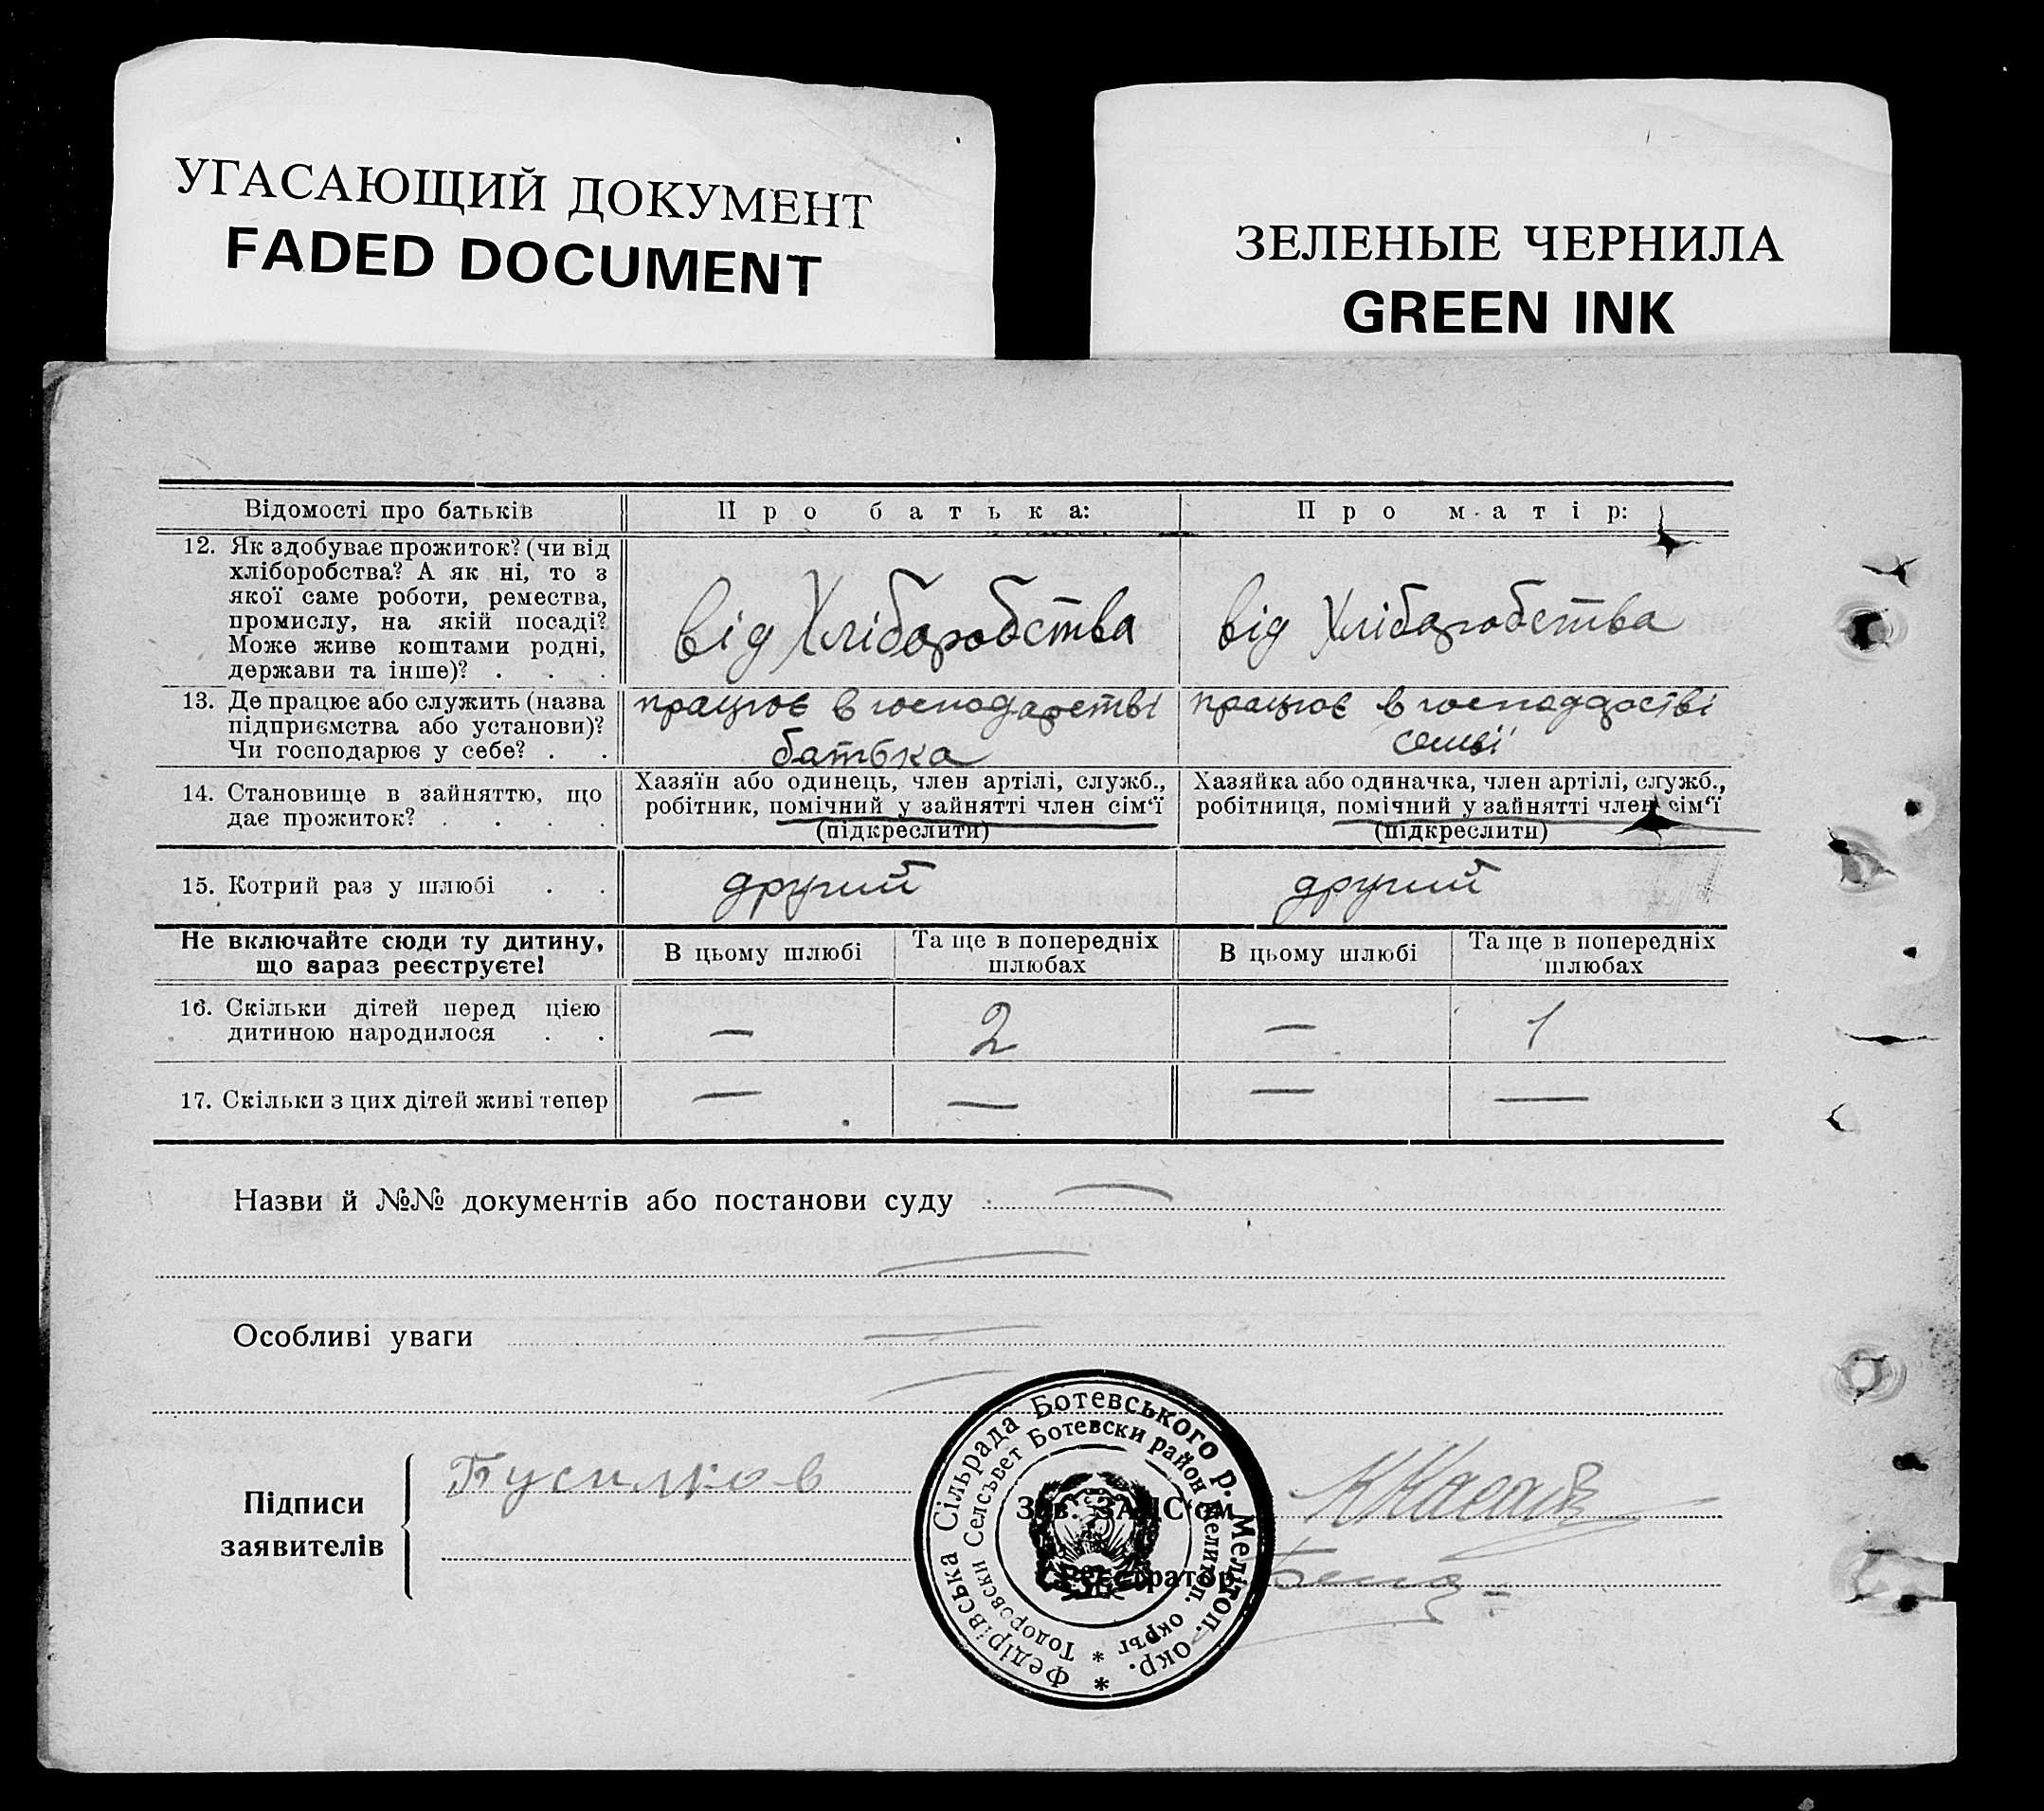 УГАСАЮЩИЙ ДОКУМЕНТ
FADED DOCUMENT
ЗЕЛЕНЫЕ ЧЕРНИЛА
GREEN INK
Відомості про батьків
Про батька:
Про матір:
12. Як здобуває прожиток? (чи від
хліборобства? А як ні, то з
якої саме роботи, ремества,
промислу, на якій посаді?
Може живе коштами родні,
держави та інше)? . . .
від Хліборобства
від Хліборобства
13. Де працює або служить (назва
підприємства або установи)?
Чи господарює у себе? . .
працює в господарстві
батька
працює в господарстві
семьї
14. Становище в зайняттю, що
дає прожиток? . . . .
Хазяїн або одинець, член артілі, служб.,
робітник, помічний у зайнятті член сім'ї
(підкреслити)
Хазяйка або одиначка, член артілі, служб.,
робітниця, помічний у зайнятті член сім'ї
(підкреслити)
15. Котрий раз у шлюбі . .
другий
другий
Не включайте сюди ту дитину,
що зараз реєструєте!
В цьому шлюбі
Та ще в попередніх
шлюбах
В цьому шлюбі
Та ще в попередніх
шлюбах
16. Скільки дітей перед цією
дитиною народилося . .
— 2 — 1
17. Скільки з цих дітей живі тепер
— — — —
Назви й №№ документів або постанови суду —
—
Особливі уваги —
—
Підписи
заявителів
Зав. ЗАГС'ом
Реєстратор
Федірівська Сільрада Ботевського р. Мелітоп. окр. *
Тодоровски Селсъвет Ботевски район Мелитоп. окръг *